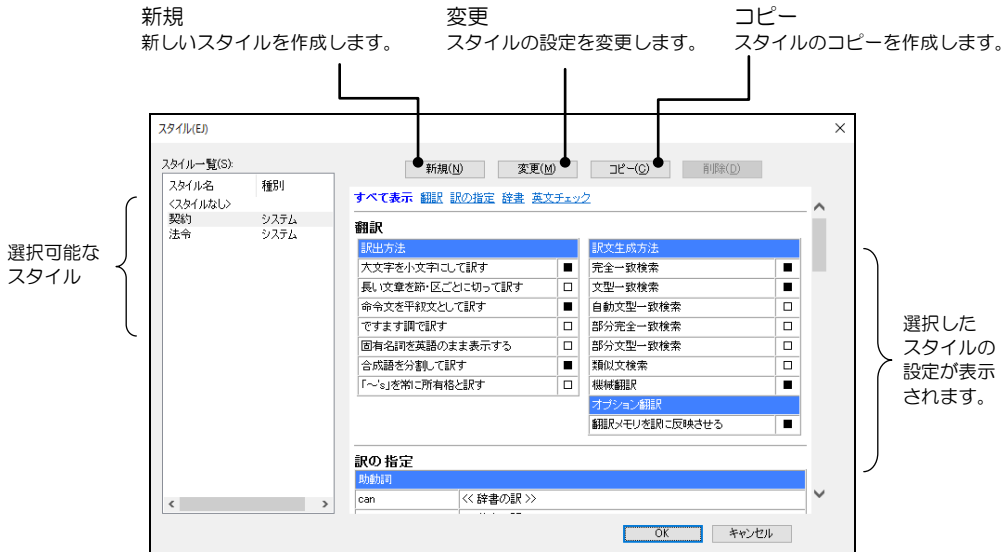 新規
新しいスタイルを作成します。
変更
スタイルの設定を変更します。
コピー
スタイルのコピーを作成します。
スタイル(EJ)
スタイル一覧(S):
新規(N)
変更(M)
コピー(C)
削除(D)
スタイル名 種別
<スタイルなし>
契約 システム
法令 システム
選択可能な
スタイル
すべて表示 翻訳 訳の指定 辞書 英文チェック
翻訳
訳出方法
大文字を小文字にして訳す ■
長い文章を節・区ごとに切って訳す □
命令文を平叙文として訳す ■
ですます調で訳す □
固有名詞を英語のまま表示する □
合成語を分割して訳す ■
「~'s」を常に所有格と訳す □
訳文生成方法
完全一致検索 ■
文型一致検索 ■
自動文型一致検索 □
部分完全一致検索 □
部分文型一致検索 □
類似文検索 □
機械翻訳 ■
オプション翻訳
翻訳メモリを訳に反映させる ■
選択した
スタイルの
設定が表示
されます。
訳の指定
助動詞
can << 辞書の訳 >>
OK
キャンセル